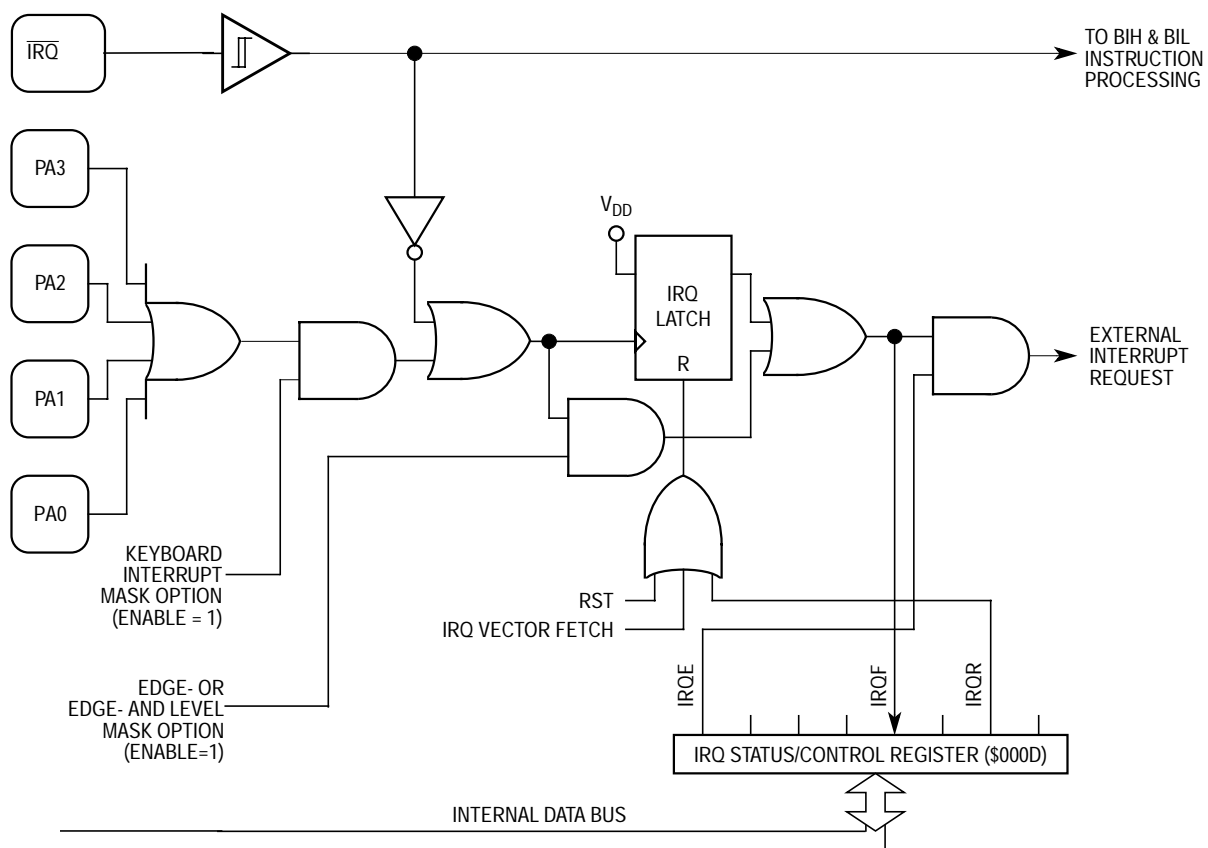 IRQ
TO BIH & BIL
INSTRUCTION
PROCESSING
PA3
VDD
PA2
IRQ
LATCH
R
EXTERNAL
INTERRUPT
REQUEST
PA1
PA0
KEYBOARD
INTERRUPT
MASK OPTION
(ENABLE = 1)
RST
IRQ VECTOR FETCH
EDGE- OR
EDGE- AND LEVEL
MASK OPTION
(ENABLE=1)
IRQE
IRQF
IRQR
IRQ STATUS/CONTROL REGISTER ($000D)
INTERNAL DATA BUS